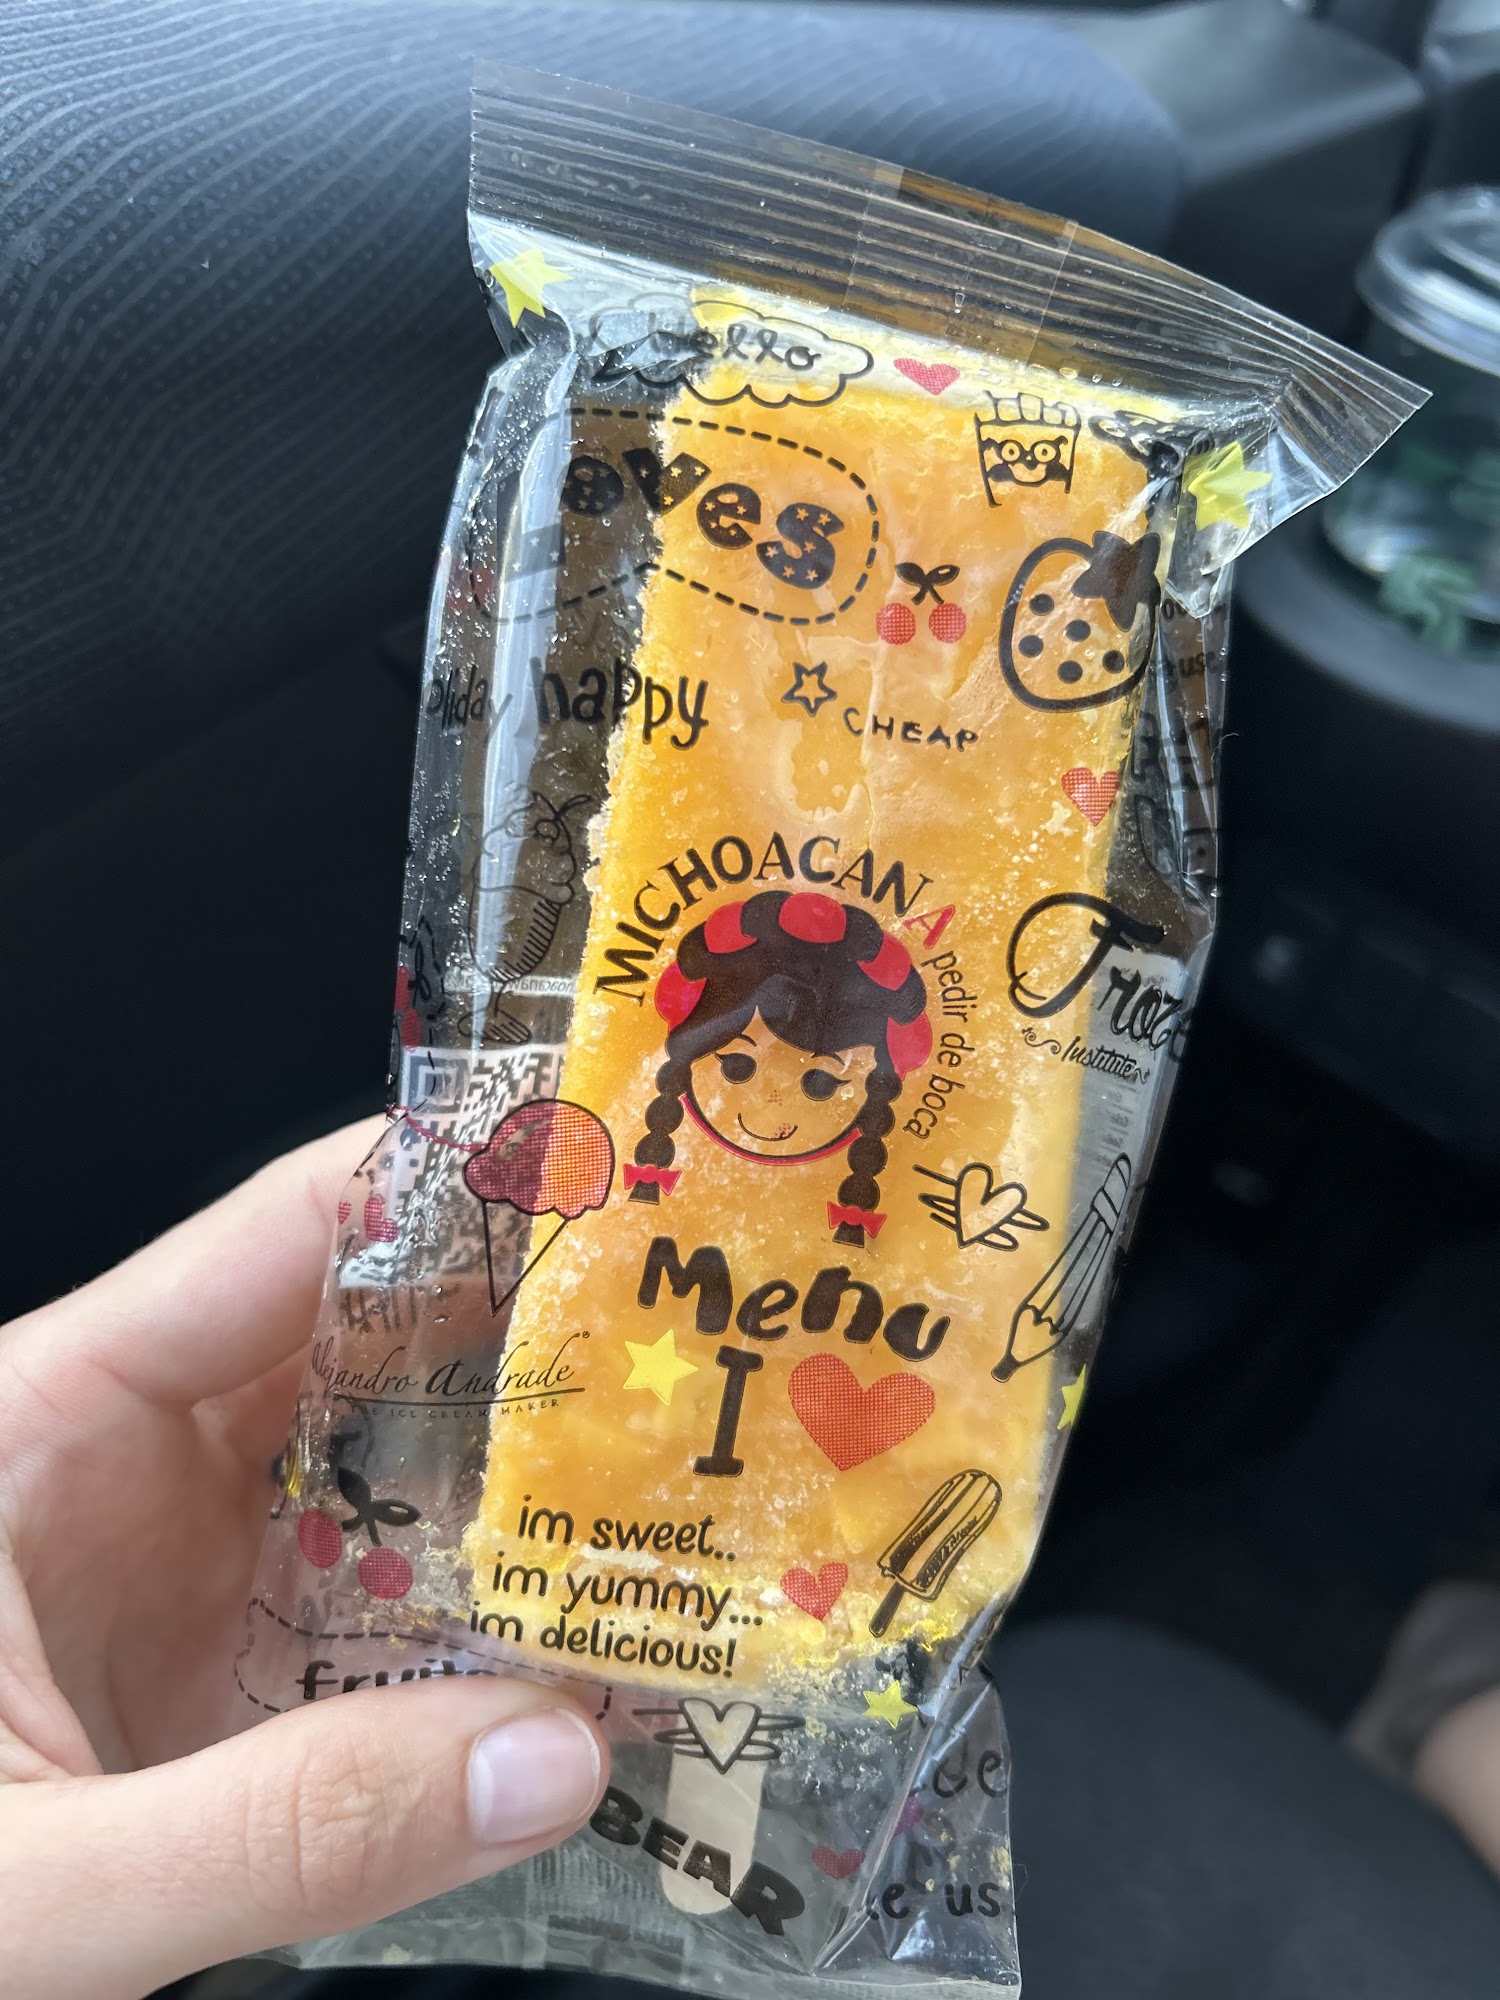 Hello
oves
happy
CHEAP
MICHOACANA pedir de boca
Froze
Institute
Menu
I
Alejandro Andrade
THE ICE CREAM MAKER
im sweet..
im yummy...
im delicious!
BEAR
us